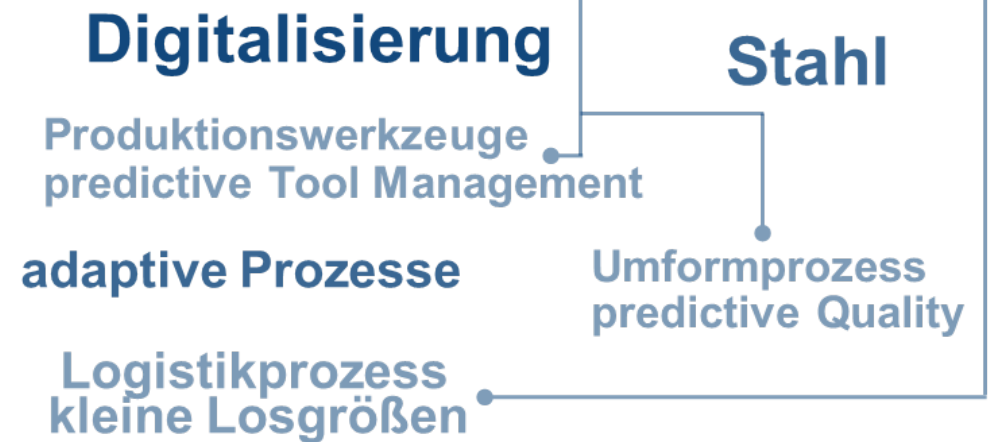 Digitalisierung
Stahl
Produktionswerkzeuge
predictive Tool Management
adaptive Prozesse
Umformprozess
predictive Quality
Logistikprozess
kleine Losgrößen